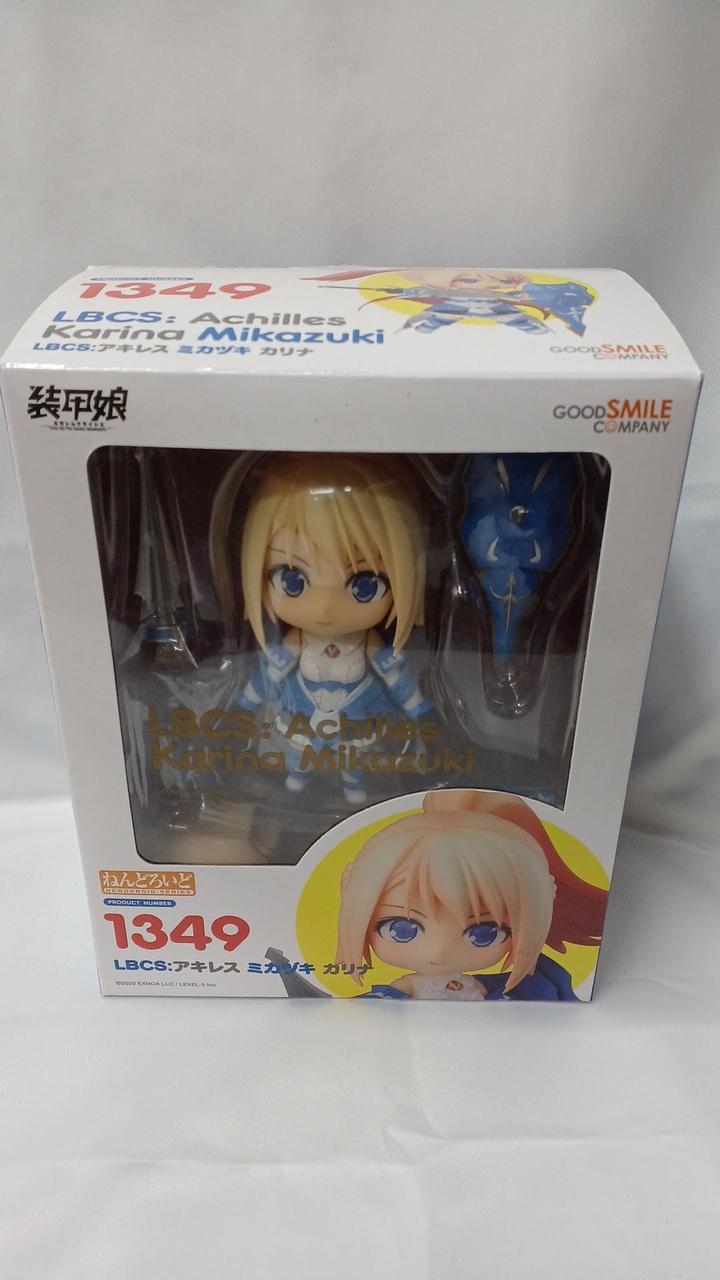 PRODUCT NUMBER
1349
LBCS: Achilles
Karina Mikazuki
LBCS:アキレス ミカヅキ カリナ
GOODSMILE
COMPANY
装甲娘
GOODSMILE
COMPANY
LBCS: Achilles
Karina Mikazuki
ねんどろいど
NENDOROID·SERIES
PRODUCT NUMBER
1349
LBCS:アキレス ミカヅキ カリナ
©2020 EXNOA LLC / LEVEL-5 Inc.